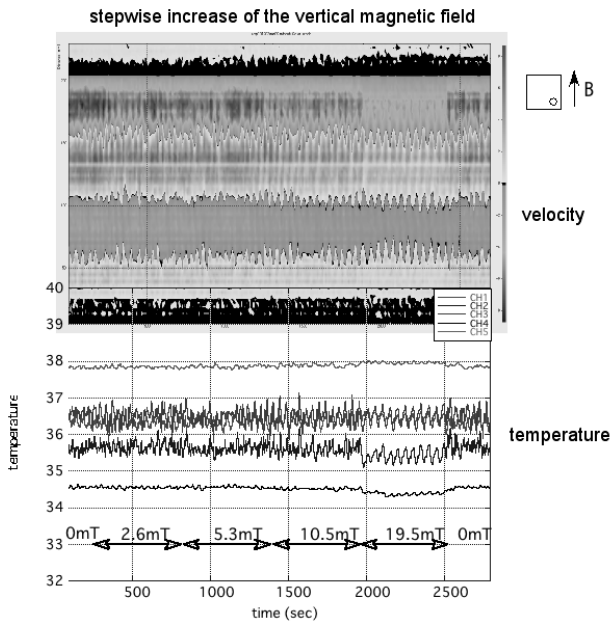 stepwise increase of the vertical magnetic field
B
velocity
40
39
CH1
CH2
CH3
CH4
CH5
38
37
36
35
34
33
32
temperature
temperature
0mT 2.6mT 5.3mT 10.5mT 19.5mT 0mT
500 1000 1500 2000 2500
time (sec)